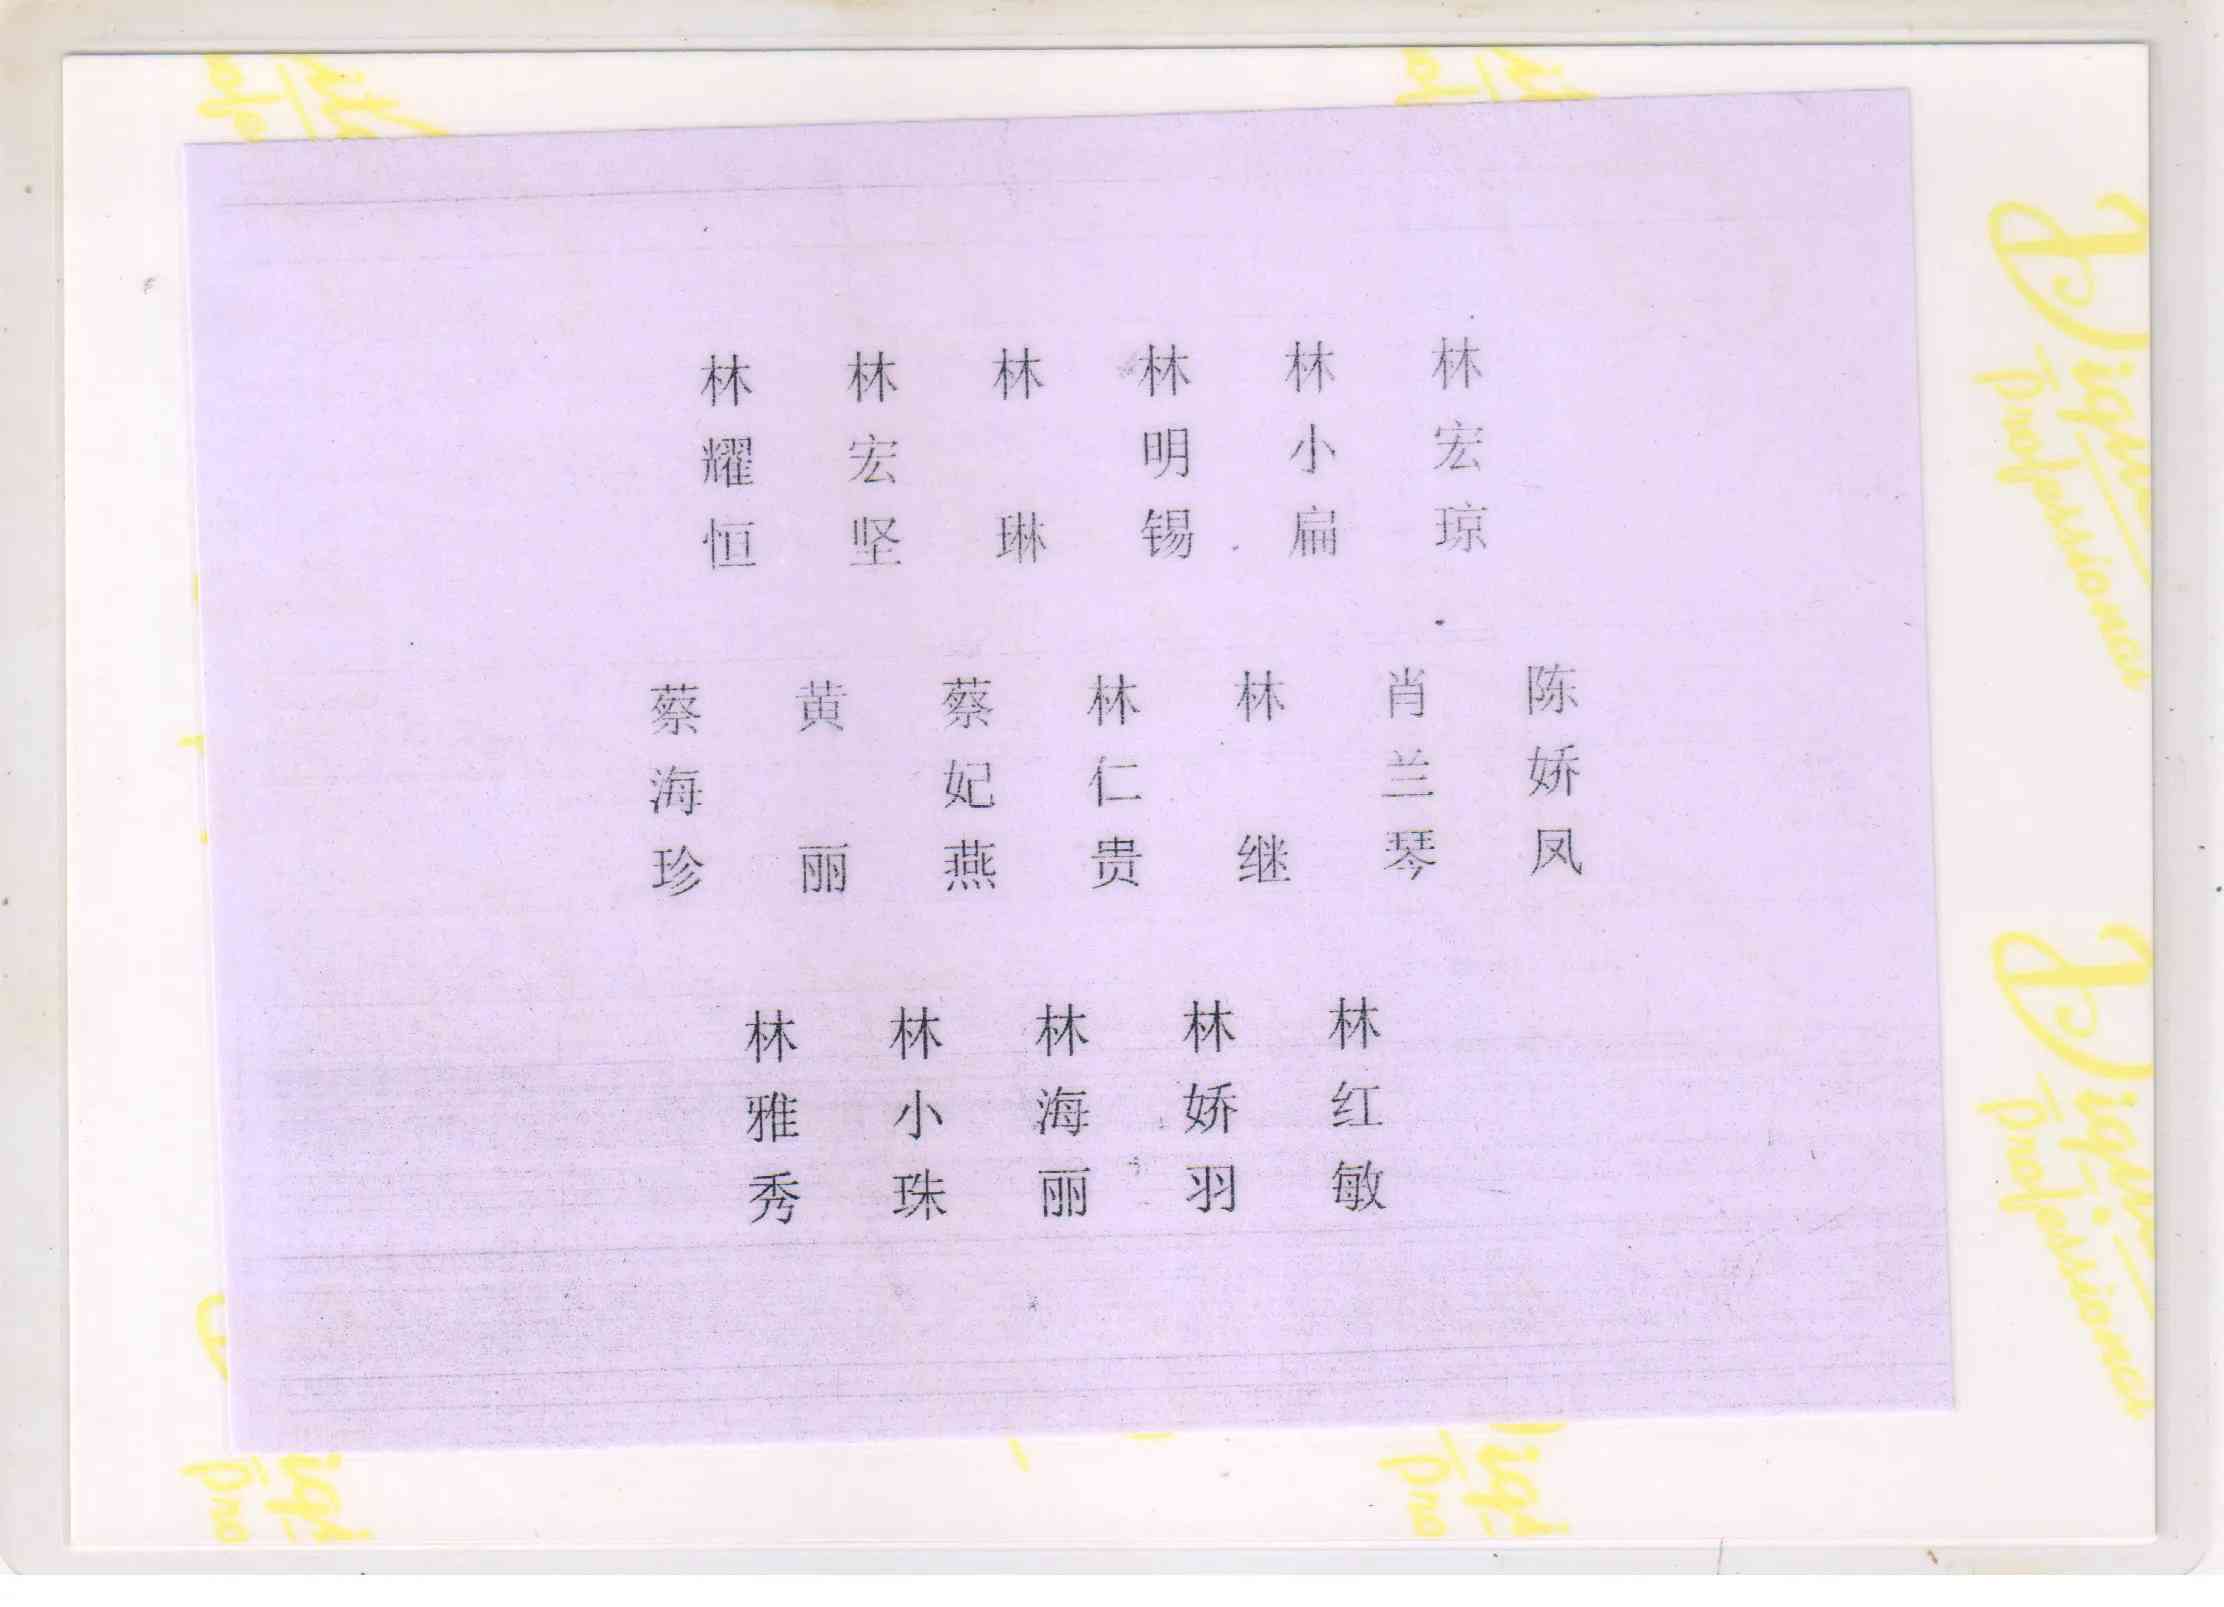 林耀恒
林宏坚
林琳
林明锡
林小扁
林宏琼
蔡海珍
黄丽
蔡妃燕
林仁贵
林继
肖兰琴
陈娇凤
林雅秀
林小珠
林海丽
林娇羽
林红敏
Professional
Professional